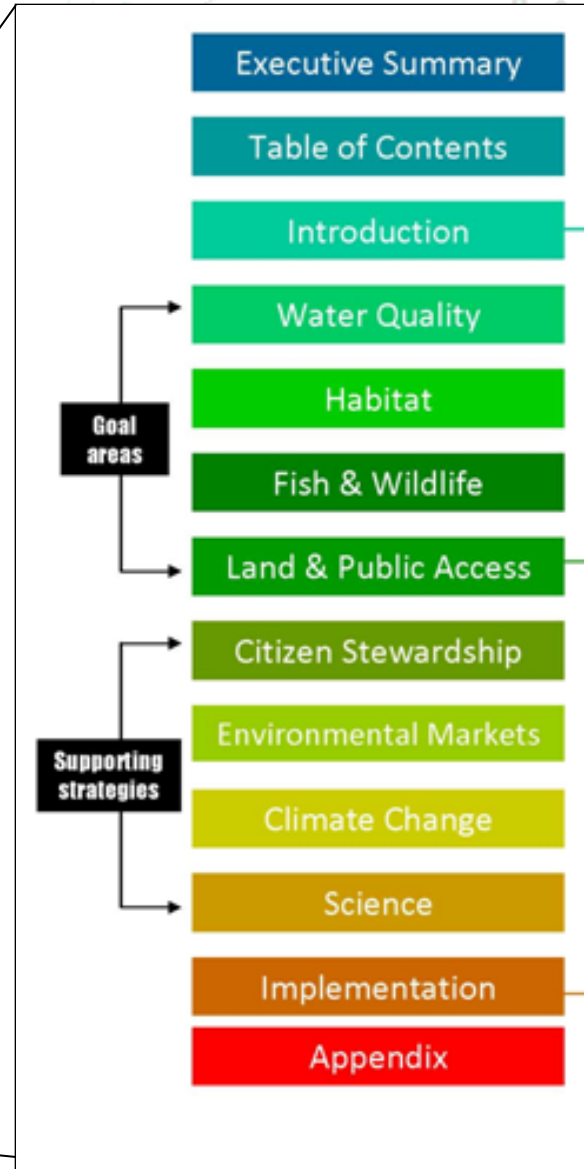 Executive Summary
Table of Contents
Introduction
Water Quality
Habitat
Goal
areas
Fish & Wildlife
Land & Public Access
Citizen Stewardship
Environmental Markets
Supporting
strategies
Climate Change
Science
Implementation
Appendix